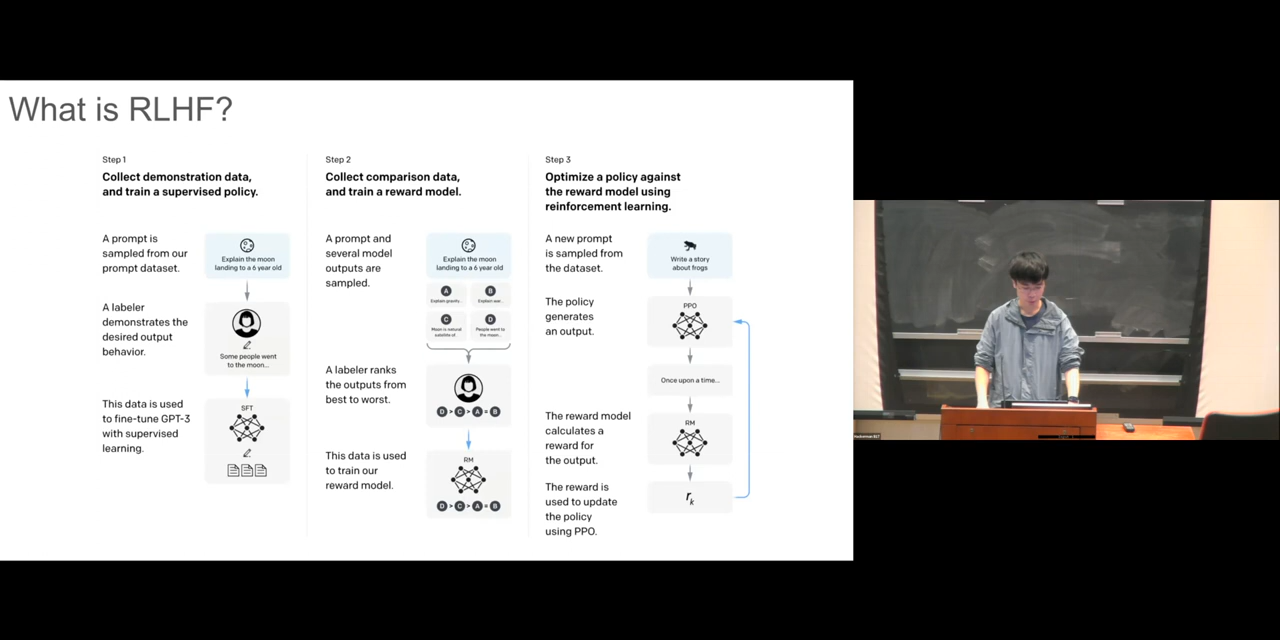 What is RLHF?
Step 1
Collect demonstration data,
and train a supervised policy.
A prompt is
sampled from our
prompt dataset.
Explain the moon
landing to a 6 year old
A labeler
demonstrates the
desired output
behavior.
Some people went
to the moon...
This data is used
to fine-tune GPT-3
with supervised
learning.
SFT
Step 2
Collect comparison data,
and train a reward model.
A prompt and
several model
outputs are
sampled.
Explain the moon
landing to a 6 year old
A
Explain gravity...
B
Explain war...
C
Moon is natural
satellite of...
D
People went to
the moon...
A labeler ranks
the outputs from
best to worst.
D > C > A = B
This data is used
to train our
reward model.
RM
D > C > A = B
Step 3
Optimize a policy against
the reward model using
reinforcement learning.
A new prompt
is sampled from
the dataset.
Write a story
about frogs
The policy
generates
an output.
PPO
Once upon a time...
The reward model
calculates a
reward for
the output.
RM
The reward is
used to update
the policy
using PPO.
rk